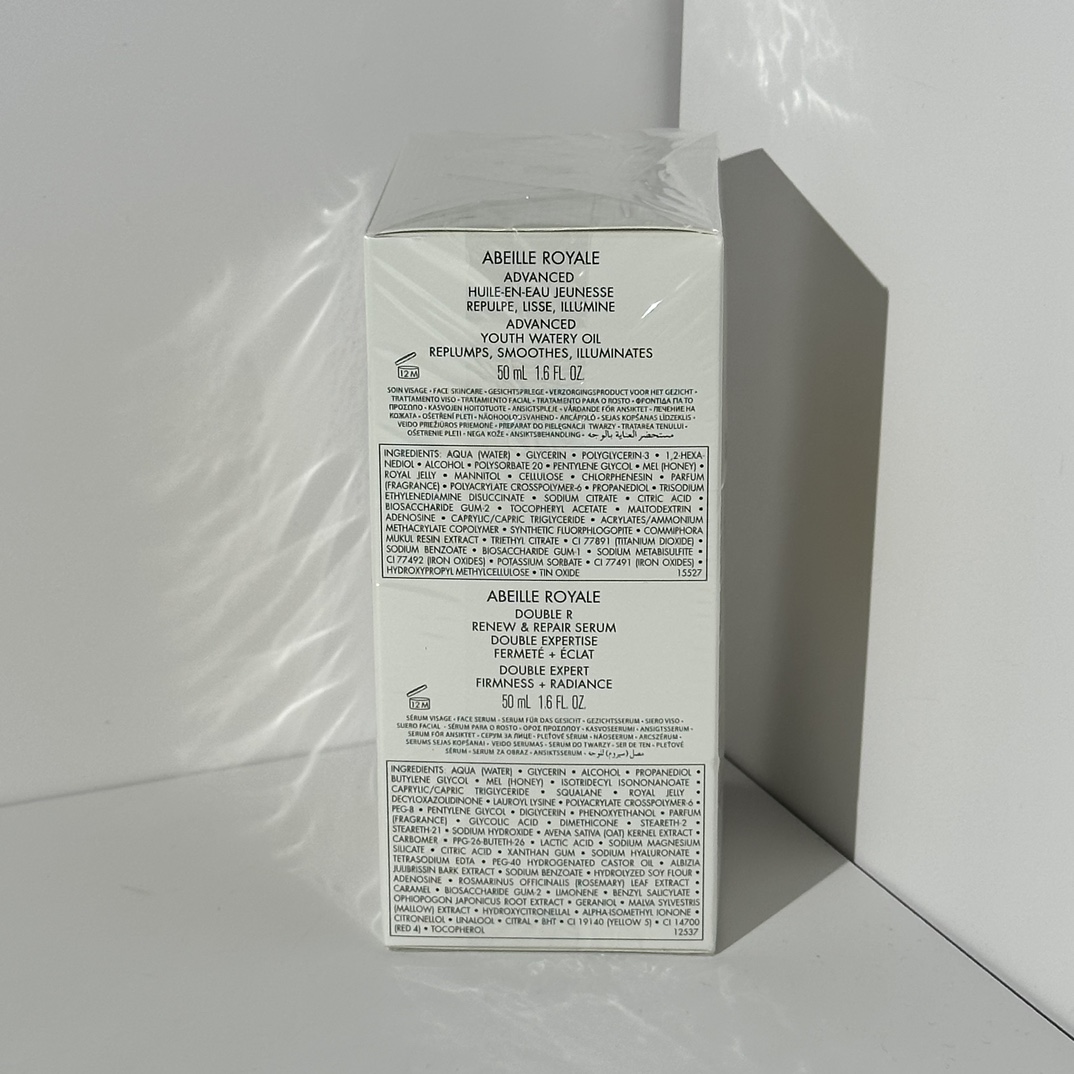 ABEILLE ROYALE
ADVANCED
HUILE-EN-EAU JEUNESSE
REPULPE, LISSE, ILLUMINE
ADVANCED
YOUTH WATERY OIL
REPLUMPS, SMOOTHES, ILLUMINATES
12M
50 mL 1.6 FL. OZ.
SOIN VISAGE • FACE SKINCARE • GESICHTSPFLEGE • VERZORGINGSPRODUCT VOOR HET GEZICHT •
TRATTAMENTO VISO • TRATAMIENTO FACIAL • TRATAMENTO PARA O ROSTO • ΦΡΟΝΤΙΔΑ ΓΙΑ ΤΟ
ΠΡΟΣΩΠΟ • KASVOJEN HOITOTUOTE • ANSIGTSPLEJE • VÅRDANDE FÖR ANSIKTET • ЛЕЧЕНИЕ НА
КОЖАТА • OŠETŘENÍ PLETI • NÄOHOOLDUSVAHEND • ARCÁPOLÓ • SEJAS KOPŠANAS LĪDZEKLIS •
VEIDO PRIEŽIŪROS PRIEMONĖ • PREPARAT DO PIELĘGNACJI TWARZY • TRATAREA TENULUI •
OŠETRENIE PLETI • NEGA KOŽE • ANSIKTSBEHANDLING • مستحضر العناية بالوجه
INGREDIENTS: AQUA (WATER) • GLYCERIN • POLYGLYCERIN-3 • 1,2-HEXA-
NEDIOL • ALCOHOL • POLYSORBATE 20 • PENTYLENE GLYCOL • MEL (HONEY) •
ROYAL JELLY • MANNITOL • CELLULOSE • CHLORPHENESIN • PARFUM
(FRAGRANCE) • POLYACRYLATE CROSSPOLYMER-6 • PROPANEDIOL • TRISODIUM
ETHYLENEDIAMINE DISUCCINATE • SODIUM CITRATE • CITRIC ACID •
BIOSACCHARIDE GUM-2 • TOCOPHERYL ACETATE • MALTODEXTRIN •
ADENOSINE • CAPRYLIC/CAPRIC TRIGLYCERIDE • ACRYLATES/AMMONIUM
METHACRYLATE COPOLYMER • SYNTHETIC FLUORPHLOGOPITE • COMMIPHORA
MUKUL RESIN EXTRACT • TRIETHYL CITRATE • CI 77891 (TITANIUM DIOXIDE) •
SODIUM BENZOATE • BIOSACCHARIDE GUM-1 • SODIUM METABISULFITE •
CI 77492 (IRON OXIDES) • POTASSIUM SORBATE • CI 77491 (IRON OXIDES) •
HYDROXYPROPYL METHYLCELLULOSE • TIN OXIDE 15527
ABEILLE ROYALE
DOUBLE R
RENEW & REPAIR SERUM
DOUBLE EXPERTISE
FERMETÉ + ÉCLAT
DOUBLE EXPERT
FIRMNESS + RADIANCE
12M
50 mL 1.6 FL. OZ.
SÉRUM VISAGE • FACE SERUM • SERUM FÜR DAS GESICHT • GEZICHTSSERUM • SIERO VISO •
SUERO FACIAL • SÉRUM PARA O ROSTO • ΟΡΟΣ ΠΡΟΣΩΠΟΥ • KASVOSEERUMI • ANSIGTSSERUM •
SERUM FÖR ANSIKTET • СЕРУМ ЗА ЛИЦЕ • PLEŤOVÉ SÉRUM • NÄOSEERUM • ARCSZÉRUM •
SERUMS SEJAS KOPŠANAI • VEIDO SERUMAS • SERUM DO TWARZY • SER DE TEN • PLEŤOVÉ
SÉRUM • SERUM ZA OBRAZ • ANSIKTSSERUM • مصل (سيروم) للوجه
INGREDIENTS: AQUA (WATER) • GLYCERIN • ALCOHOL • PROPANEDIOL •
BUTYLENE GLYCOL • MEL (HONEY) • ISOTRIDECYL ISONONANOATE •
CAPRYLIC/CAPRIC TRIGLYCERIDE • SQUALANE • ROYAL JELLY •
DECYLOXAZOLIDINONE • LAUROYL LYSINE • POLYACRYLATE CROSSPOLYMER-6 •
PEG-8 • PENTYLENE GLYCOL • DIGLYCERIN • PHENOXYETHANOL • PARFUM
(FRAGRANCE) • GLYCOLIC ACID • DIMETHICONE • STEARETH-2 •
STEARETH-21 • SODIUM HYDROXIDE • AVENA SATIVA (OAT) KERNEL EXTRACT •
CARBOMER • PPG-26-BUTETH-26 • LACTIC ACID • SODIUM MAGNESIUM
SILICATE • CITRIC ACID • XANTHAN GUM • SODIUM HYALURONATE •
TETRASODIUM EDTA • PEG-40 HYDROGENATED CASTOR OIL • ALBIZIA
JULIBRISSIN BARK EXTRACT • SODIUM BENZOATE • HYDROLYZED SOY FLOUR •
ADENOSINE • ROSMARINUS OFFICINALIS (ROSEMARY) LEAF EXTRACT •
CARAMEL • BIOSACCHARIDE GUM-2 • LIMONENE • BENZYL SALICYLATE •
OPHIOPOGON JAPONICUS ROOT EXTRACT • GERANIOL • MALVA SYLVESTRIS
(MALLOW) EXTRACT • HYDROXYCITRONELLAL • ALPHA-ISOMETHYL IONONE •
CITRONELLOL • LINALOOL • CITRAL • BHT • CI 19140 (YELLOW 5) • CI 14700
(RED 4) • TOCOPHEROL 12537